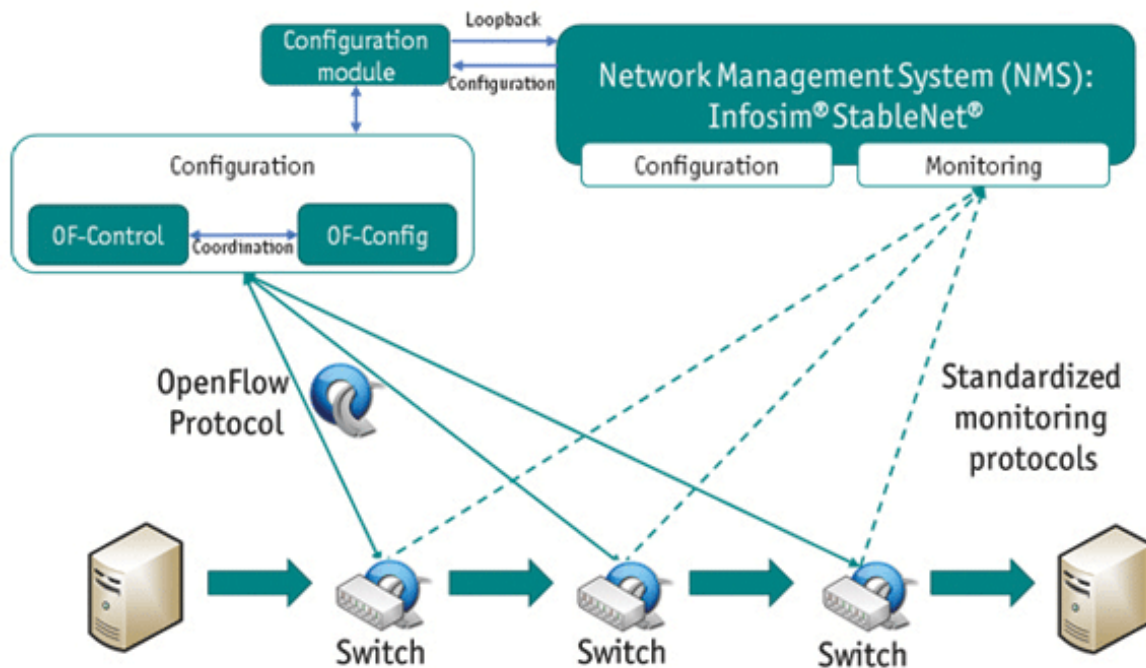 Loopback
Configuration
module
Configuration
Network Management System (NMS):
Infosim® StableNet®
Configuration
Monitoring
Configuration
OF-Control
Coordination
OF-Config
OpenFlow
Protocol
Standardized
monitoring
protocols
Switch
Switch
Switch